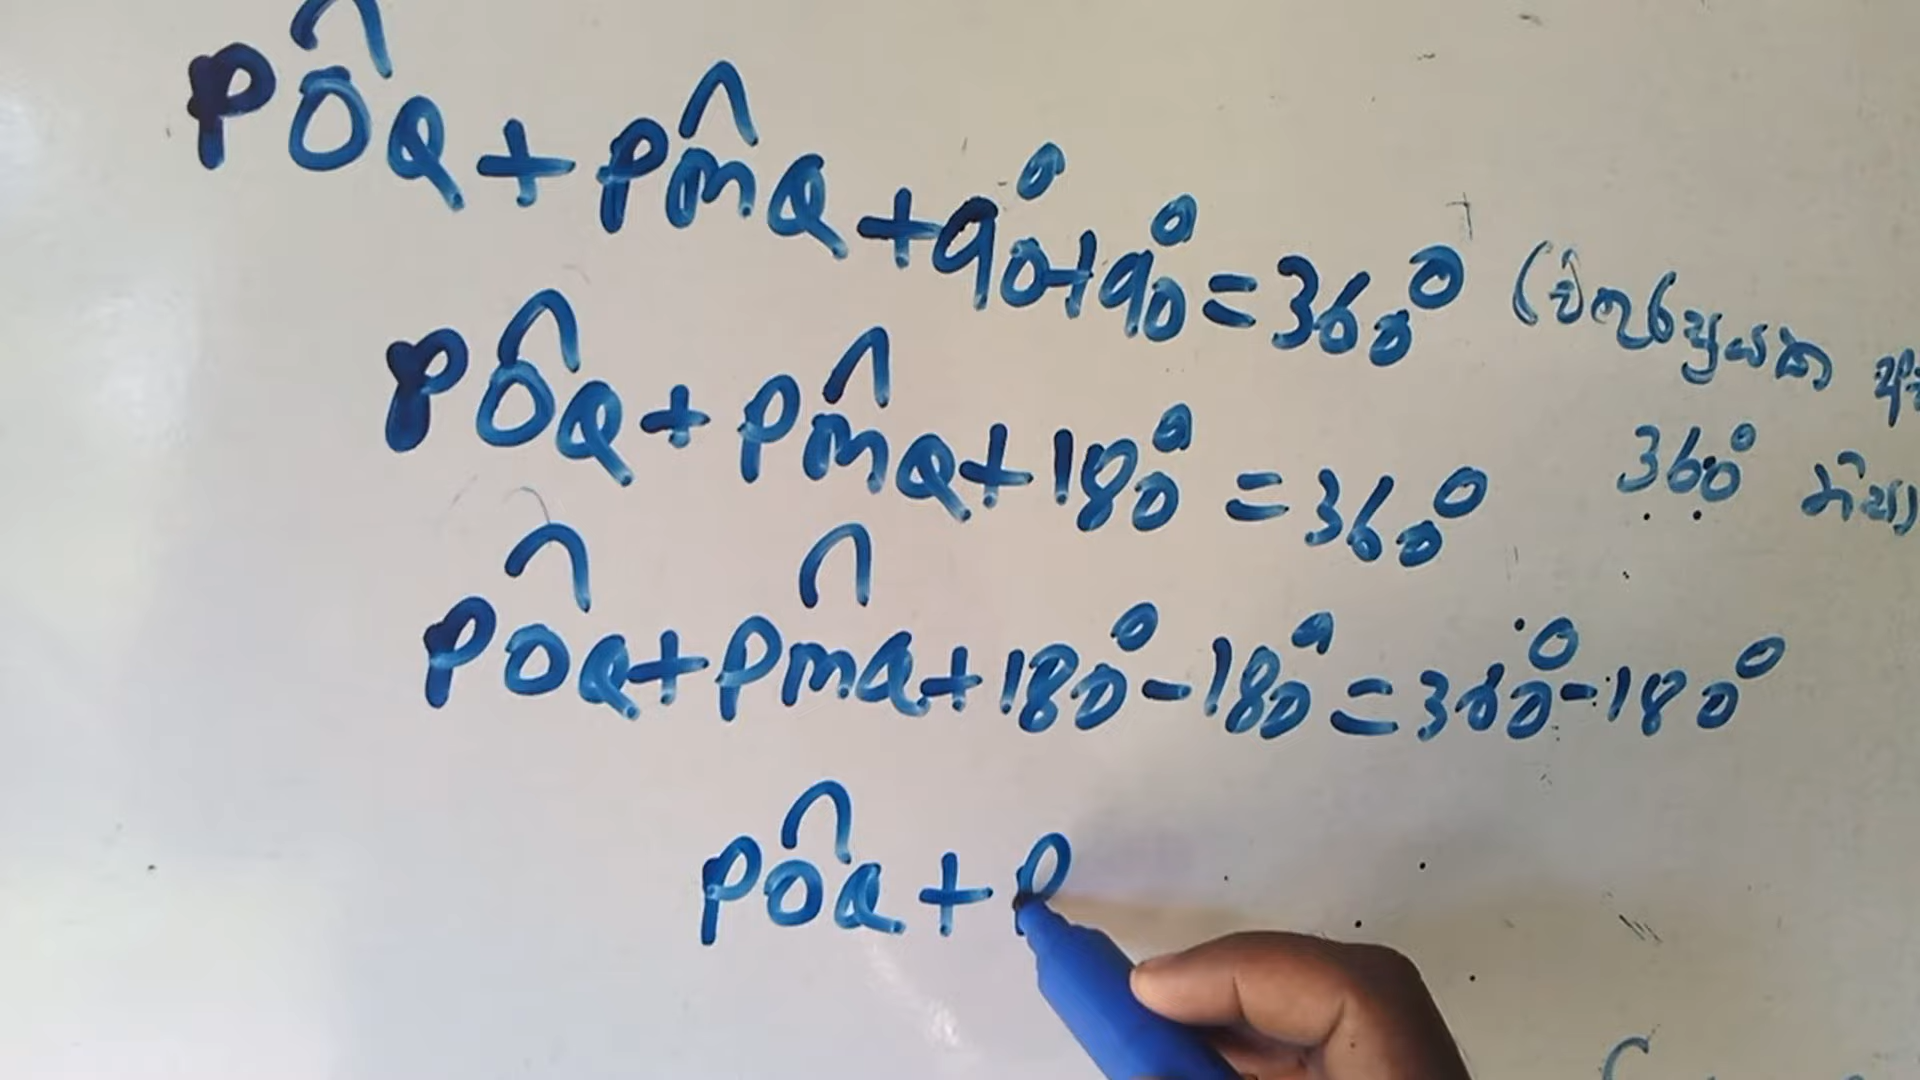 PÔQ + PM̂Q + 90° + 90° = 360° (චතුරස්‍රයක
PÔQ + PM̂Q + 180° = 360°
360° නිසා)
PÔQ + PM̂Q + 180° - 180° = 360° - 180°
PÔQ + P